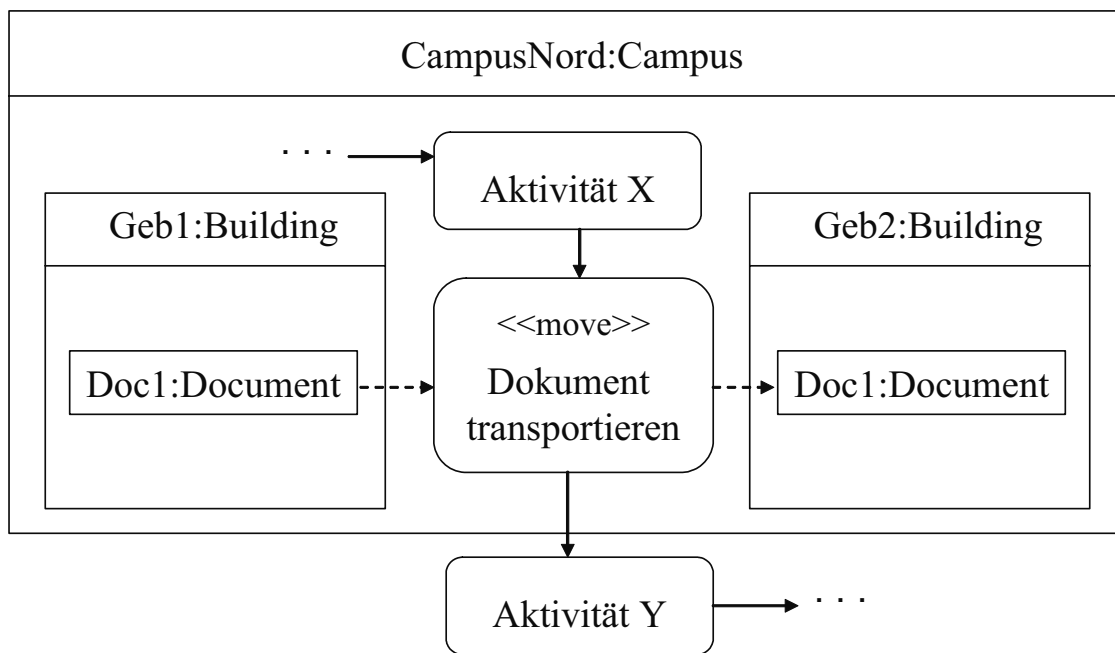 CampusNord:Campus
. . .
Aktivität X
Geb1:Building
Geb2:Building
<<move>>
Doc1:Document
Dokument
transportieren
Doc1:Document
Aktivität Y
. . .